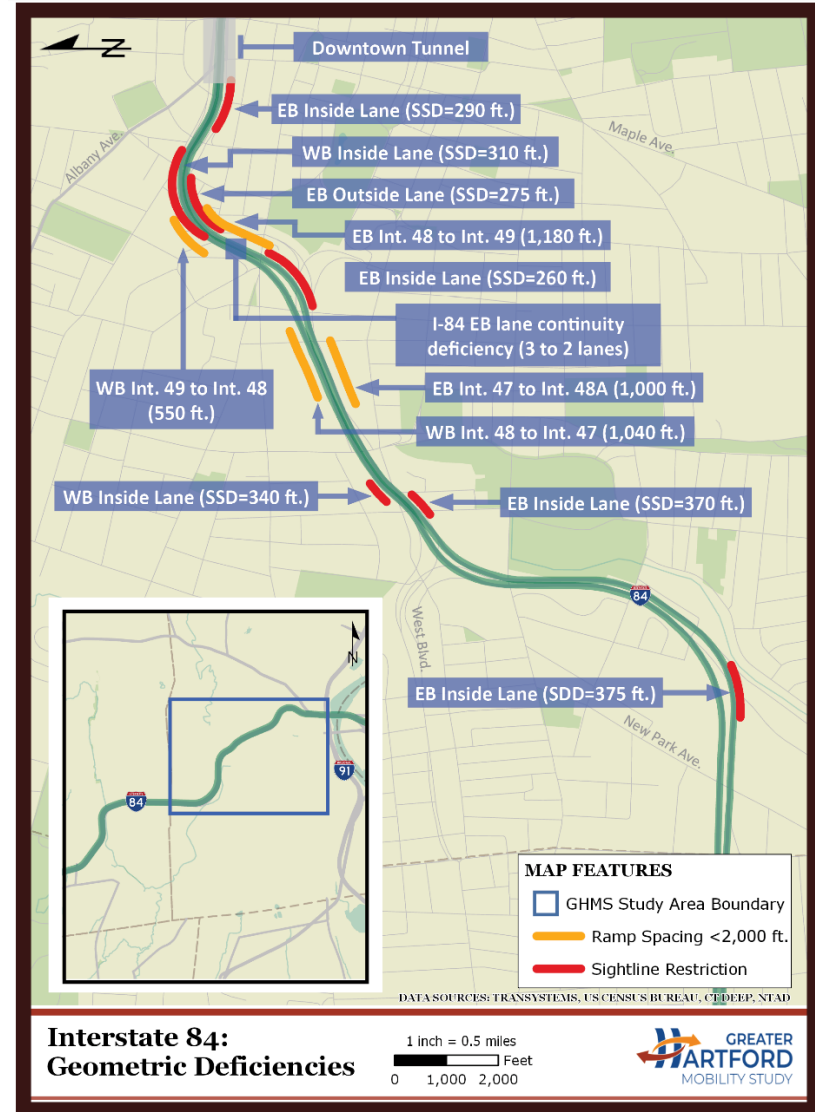 N
Downtown Tunnel
EB Inside Lane (SSD=290 ft.)
Maple Ave.
Albany Ave.
WB Inside Lane (SSD=310 ft.)
EB Outside Lane (SSD=275 ft.)
EB Int. 48 to Int. 49 (1,180 ft.)
EB Inside Lane (SSD=260 ft.)
I-84 EB lane continuity
deficiency (3 to 2 lanes)
WB Int. 49 to Int. 48
(550 ft.)
EB Int. 47 to Int. 48A (1,000 ft.)
WB Int. 48 to Int. 47 (1,040 ft.)
WB Inside Lane (SSD=340 ft.)
EB Inside Lane (SSD=370 ft.)
84
West Blvd.
EB Inside Lane (SDD=375 ft.)
New Park Ave.
N
91
84
MAP FEATURES
GHMS Study Area Boundary
Ramp Spacing <2,000 ft.
Sightline Restriction
DATA SOURCES: TRANSYSTEMS, US CENSUS BUREAU, CT DEEP, NTAD
Interstate 84:
Geometric Deficiencies
1 inch = 0.5 miles
Feet
0 1,000 2,000
GREATER
HARTFORD
MOBILITY STUDY